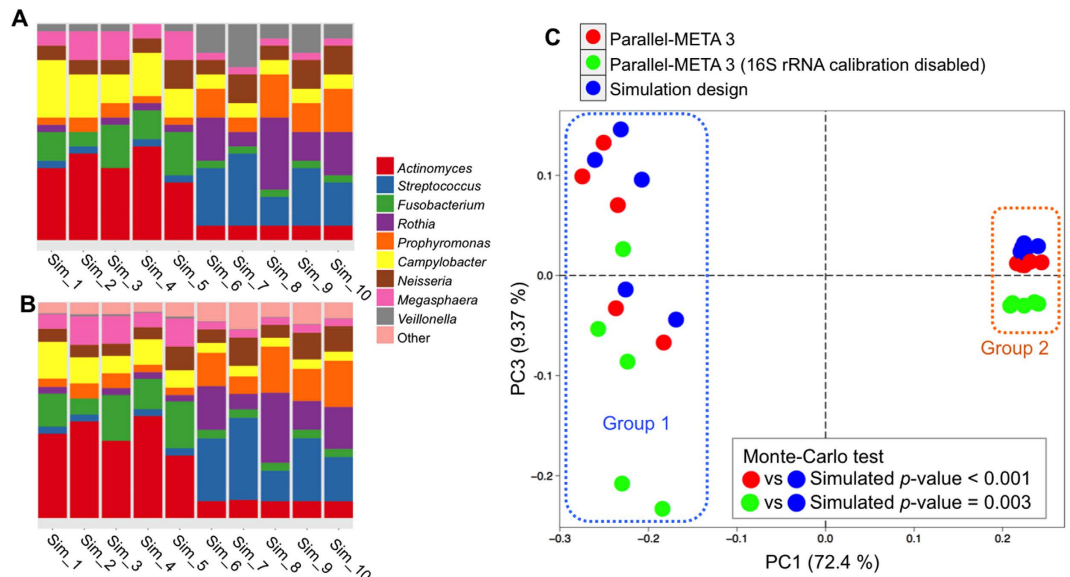 A
Sim_1
Sim_2
Sim_3
Sim_4
Sim_5
Sim_6
Sim_7
Sim_8
Sim_9
Sim_10
Actinomyces
Streptococcus
Fusobacterium
Rothia
Prophyromonas
Campylobacter
Neisseria
Megasphaera
Veillonella
Other
B
Sim_1
Sim_2
Sim_3
Sim_4
Sim_5
Sim_6
Sim_7
Sim_8
Sim_9
Sim_10
C
Parallel-META 3
Parallel-META 3 (16S rRNA calibration disabled)
Simulation design
PC3 (9.37 %)
0.1
0.0
-0.1
-0.2
Group 1
Group 2
Monte-Carlo test
vs Simulated p-value < 0.001
vs Simulated p-value = 0.003
-0.3
-0.2
0.0
0.2
PC1 (72.4 %)